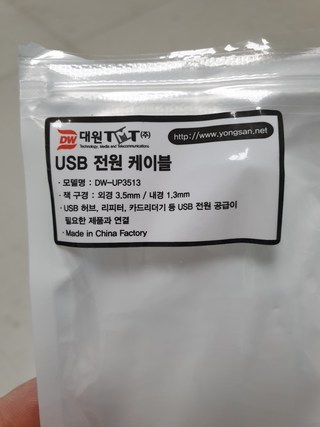 DW 대원TMT(주)
Technology, Media and Telecommunications
http://www.yongsan.net
USB 전원 케이블
· 모델명 : DW-UP3513
· 잭 구경 : 외경 3,5mm / 내경 1,3mm
· USB 허브, 리피터, 카드리더기 등 USB 전원 공급이
필요한 제품과 연결
· Made in China Factory